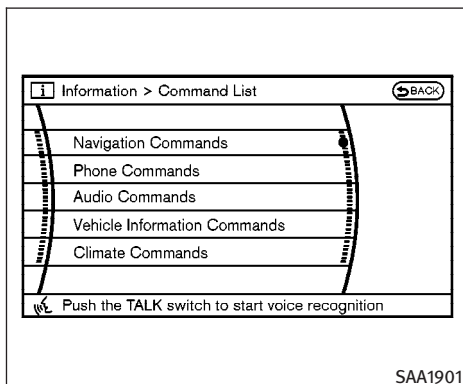 i Information > Command List BACK
Navigation Commands
Phone Commands
Audio Commands
Vehicle Information Commands
Climate Commands
Push the TALK switch to start voice recognition
SAA1901